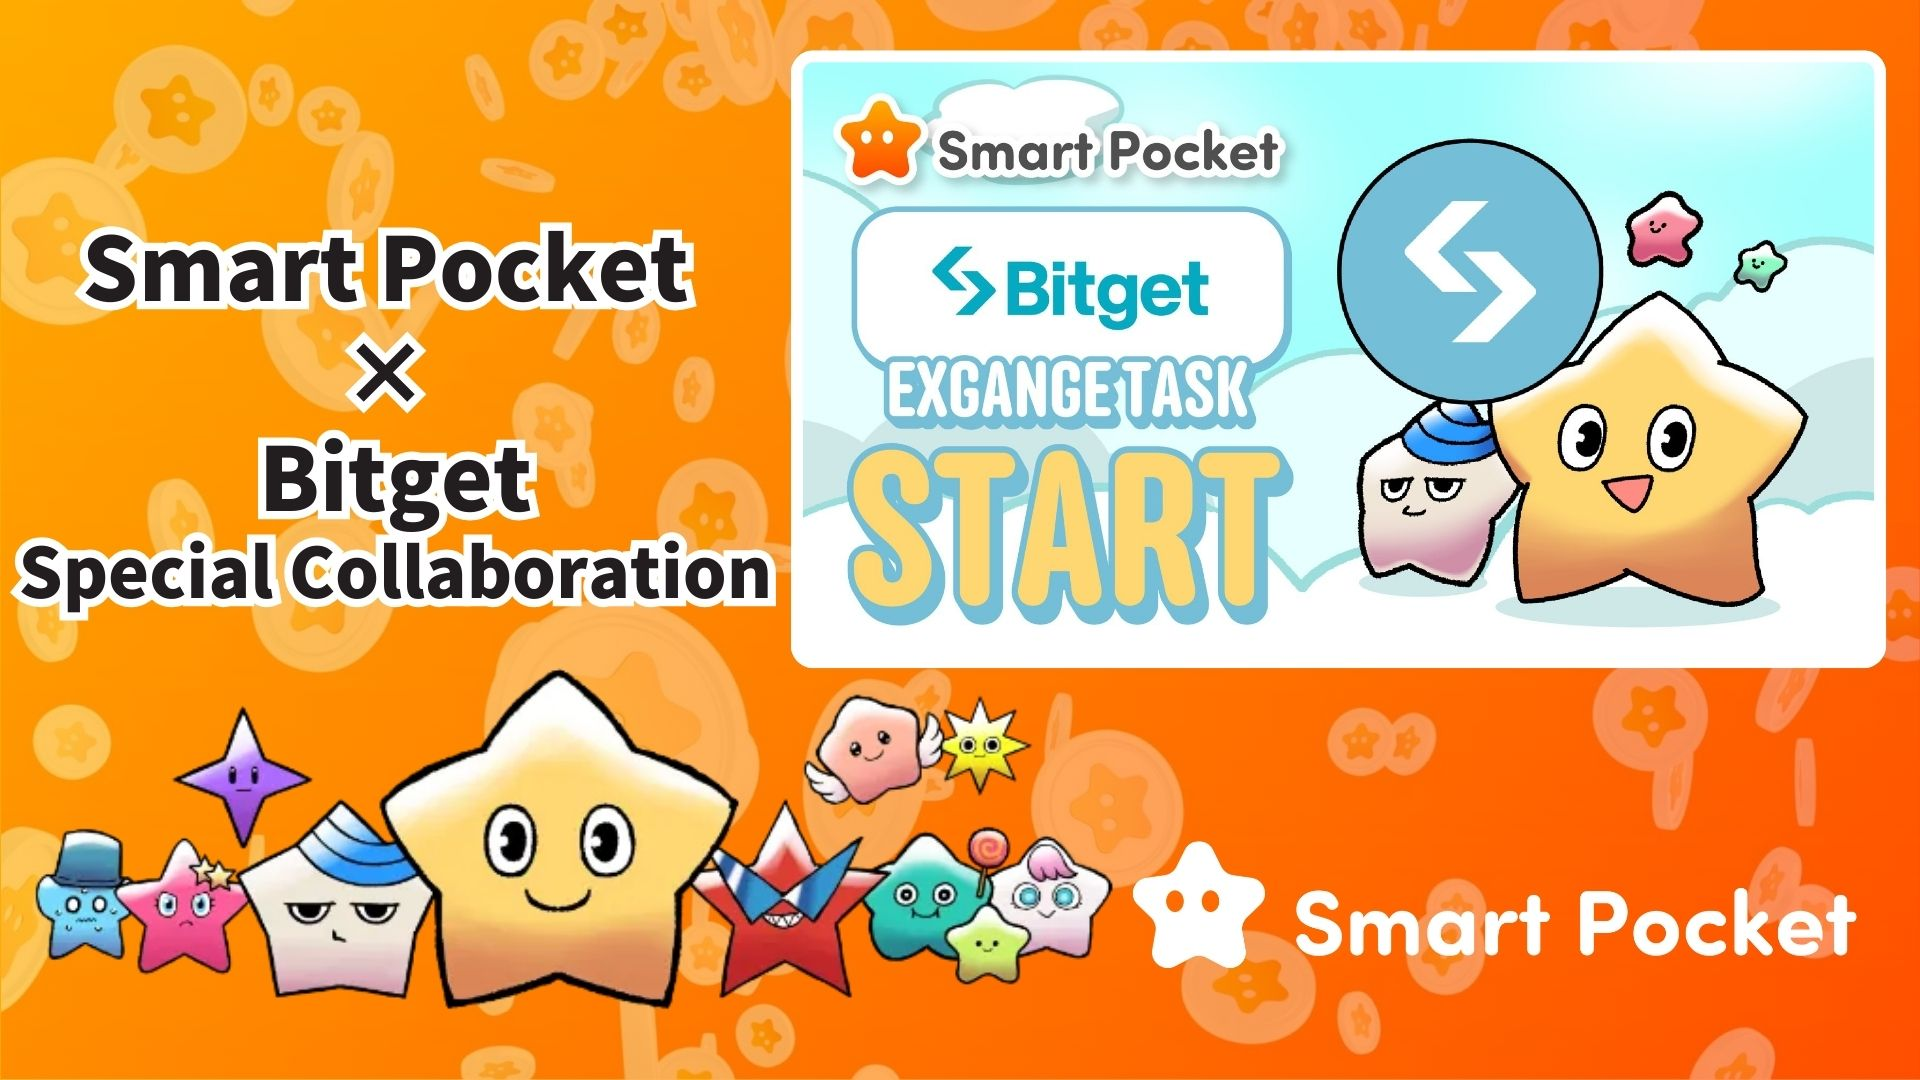 Smart Pocket
×
Bitget
Special Collaboration
Smart Pocket
Bitget
EXGANGE TASK
START
Smart Pocket